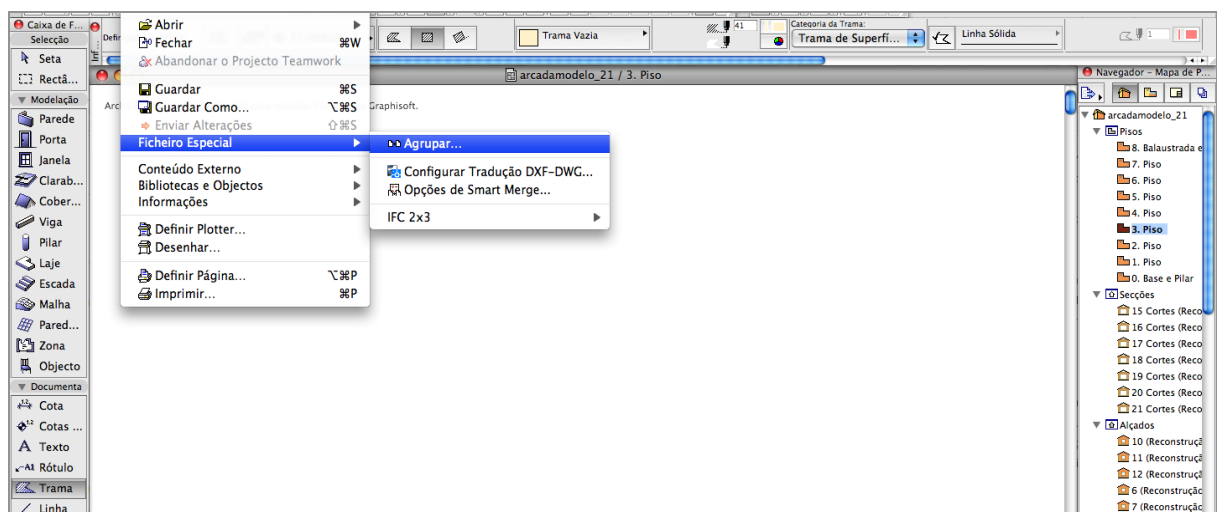 Caixa de F...
Selecção
Seta
Rectâ...
Modelação
Parede
Porta
Janela
Clarab...
Cober...
Viga
Pilar
Laje
Escada
Malha
Pared...
Zona
Objecto
Documenta
Cota
Cotas ...
Texto
A1 Rótulo
Trama
Linha
Abrir
Fechar ⌘W
Abandonar o Projecto Teamwork
Guardar ⌘S
Guardar Como... ⌥⌘S
Enviar Alterações ⇧⌘S
Ficheiro Especial
Conteúdo Externo
Bibliotecas e Objectos
Informações
Definir Plotter...
Desenhar...
Definir Página... ⌥⌘P
Imprimir... ⌘P
Agrupar...
Configurar Tradução DXF-DWG...
Opções de Smart Merge...
IFC 2x3
Trama Vazia
41
Categoria da Trama:
Trama de Superfí...
Linha Sólida
1
arcadamodelo_21 / 3. Piso
Graphisoft.
Navegador - Mapa de P...
arcadamodelo_21
Pisos
8. Balaustrada e
7. Piso
6. Piso
5. Piso
4. Piso
3. Piso
2. Piso
1. Piso
0. Base e Pilar
Secções
15 Cortes (Reco
16 Cortes (Reco
17 Cortes (Reco
18 Cortes (Reco
19 Cortes (Reco
20 Cortes (Reco
21 Cortes (Reco
Alçados
10 (Reconstruçã
11 (Reconstruçã
12 (Reconstruçã
6 (Reconstrução
7 (Reconstrução